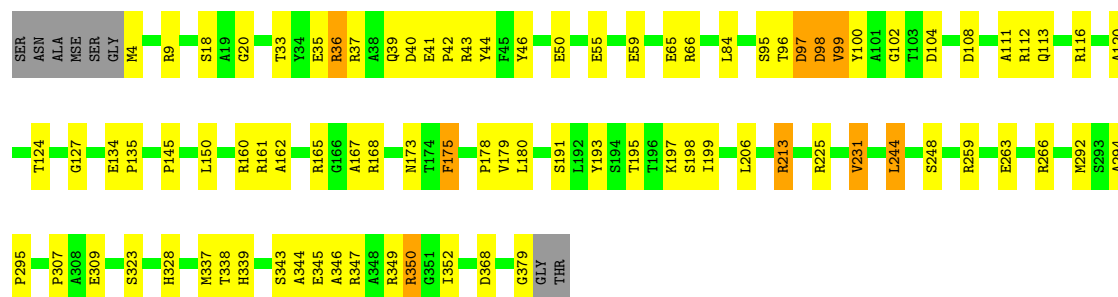 SER ASN ALA MSE SER GLY M4 R9 S18 A19 G20 T33 Y34 E35 R36 R37 A38 Q39 D40 E41 P42 R43 Y44 F45 Y46 E50 E55 E59 E65 R66 L84 S95 T96 D97 D98 V99 Y100 A101 G102 T103 D104 D108 A111 R112 Q113 R116
T124 G127 E134 P135 P145 L150 R160 R161 A162 R165 G166 A167 R168 N173 T174 F175 P178 V179 L180 S191 L192 Y193 S194 T195 T196 K197 S198 I199 L206 R213 R225 V231 L244 S248 R259 E263 R266 M292 S293
P295 P307 A308 E309 S323 H328 M337 T338 H339 S343 A344 E345 A346 R347 A348 R349 R350 G351 I352 D368 G379 GLY THR